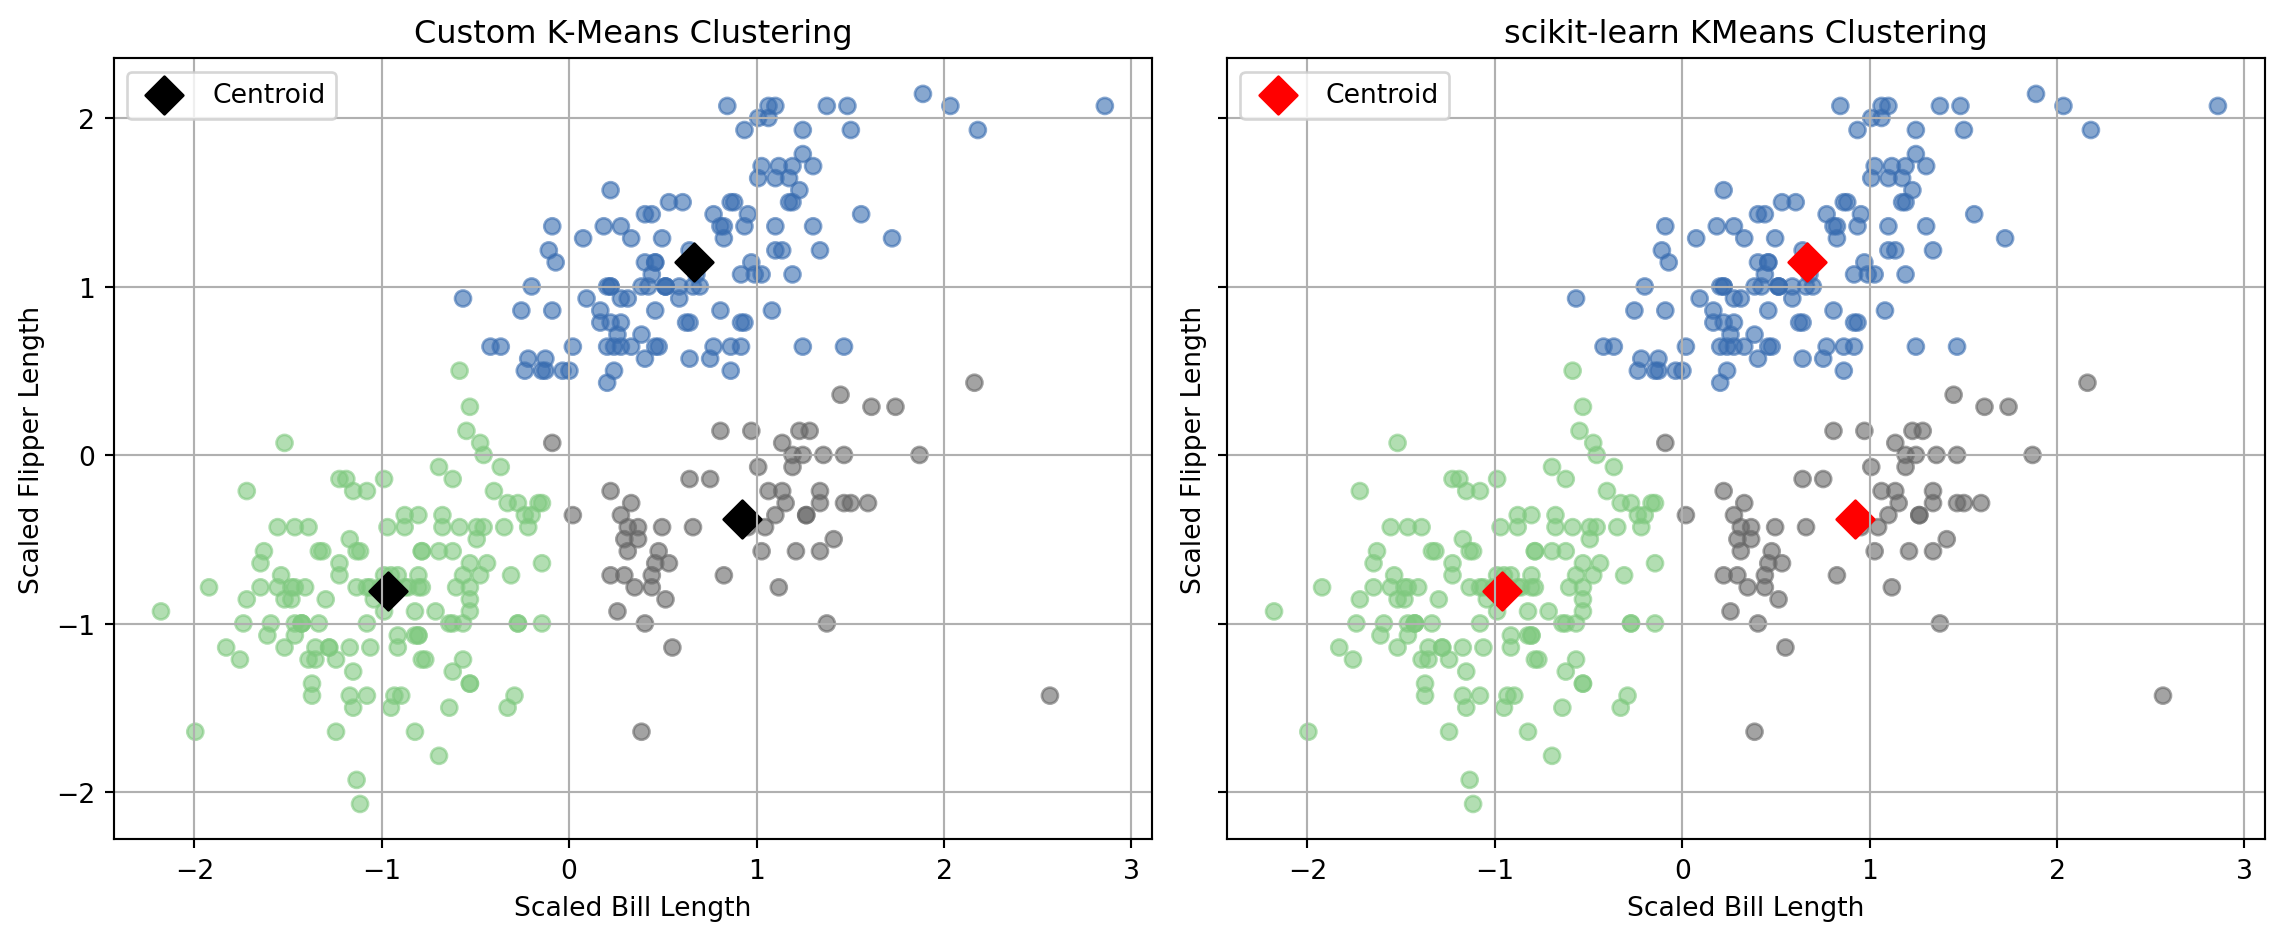 Custom K-Means Clustering
Centroid
2
1
0
−1
−2
Scaled Flipper Length
−2 −1 0 1 2 3
Scaled Bill Length
scikit-learn KMeans Clustering
Centroid
Scaled Flipper Length
−2 −1 0 1 2 3
Scaled Bill Length